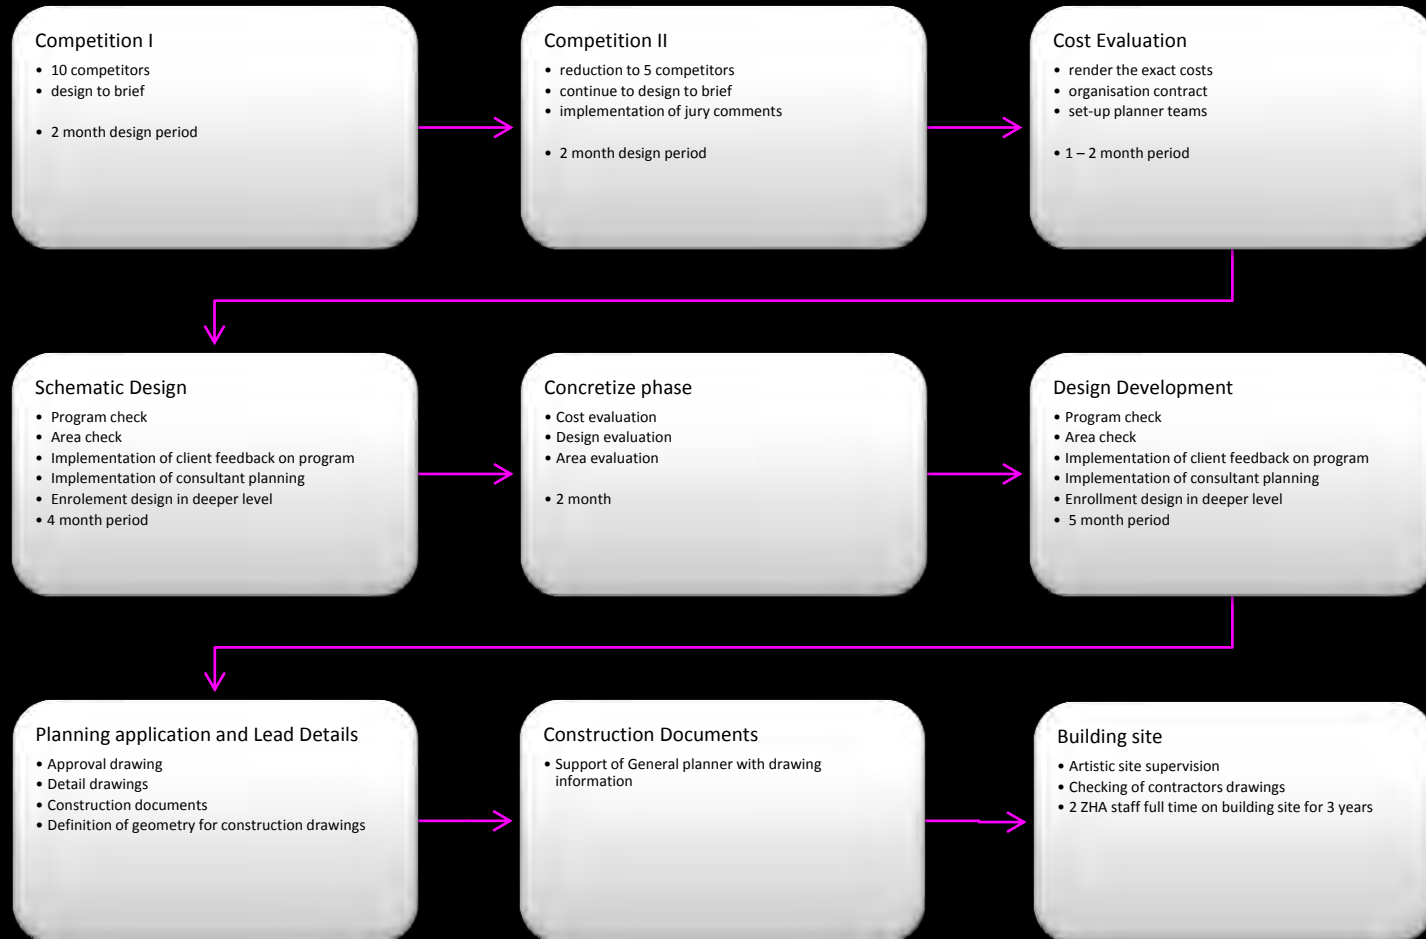 Competition I
• 10 competitors
• design to brief
• 2 month design period
Competition II
• reduction to 5 competitors
• continue to design to brief
• implementation of jury comments
• 2 month design period
Cost Evaluation
• render the exact costs
• organisation contract
• set-up planner teams
• 1 – 2 month period
Schematic Design
• Program check
• Area check
• Implementation of client feedback on program
• Implementation of consultant planning
• Enrolement design in deeper level
• 4 month period
Concretize phase
• Cost evaluation
• Design evaluation
• Area evaluation
• 2 month
Design Development
• Program check
• Area check
• Implementation of client feedback on program
• Implementation of consultant planning
• Enrollment design in deeper level
• 5 month period
Planning application and Lead Details
• Approval drawing
• Detail drawings
• Construction documents
• Definition of geometry for construction drawings
Construction Documents
• Support of General planner with drawing
information
Building site
• Artistic site supervision
• Checking of contractors drawings
• 2 ZHA staff full time on building site for 3 years